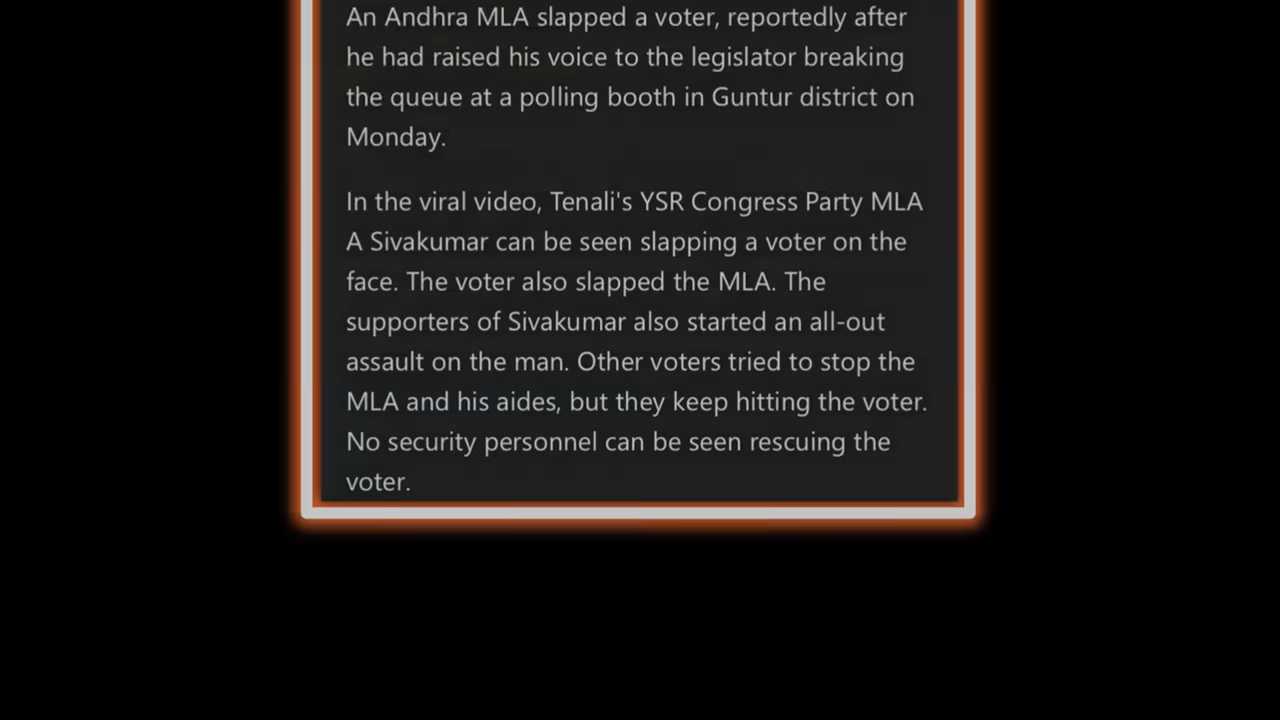 An Andhra MLA slapped a voter, reportedly after
he had raised his voice to the legislator breaking
the queue at a polling booth in Guntur district on
Monday.
In the viral video, Tenali's YSR Congress Party MLA
A Sivakumar can be seen slapping a voter on the
face. The voter also slapped the MLA. The
supporters of Sivakumar also started an all-out
assault on the man. Other voters tried to stop the
MLA and his aides, but they keep hitting the voter.
No security personnel can be seen rescuing the
voter.